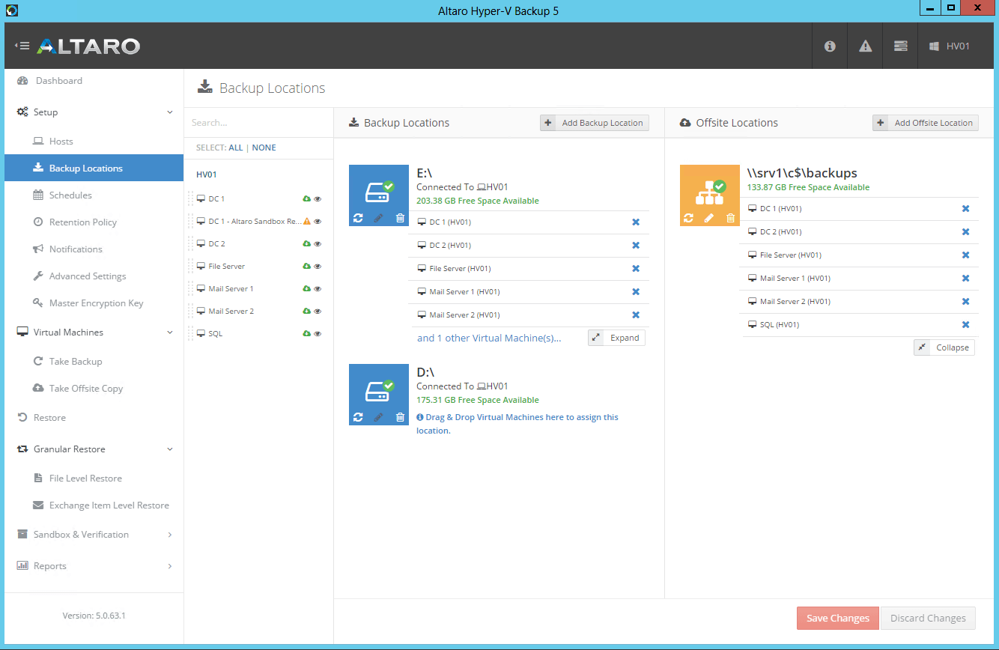 Altaro Hyper-V Backup 5
ALTARO
HV01
Dashboard
Setup
Hosts
Backup Locations
Schedules
Retention Policy
Notifications
Advanced Settings
Master Encryption Key
Virtual Machines
Take Backup
Take Offsite Copy
Restore
Granular Restore
File Level Restore
Exchange Item Level Restore
Sandbox & Verification
Reports
Version: 5.0.63.1
Backup Locations
Search...
SELECT: ALL | NONE
HV01
DC 1
DC 1 - Altaro Sandbox Re...
DC 2
File Server
Mail Server 1
Mail Server 2
SQL
Backup Locations
Add Backup Location
E:\
Connected To HV01
203.38 GB Free Space Available
DC 1 (HV01)
DC 2 (HV01)
File Server (HV01)
Mail Server 1 (HV01)
Mail Server 2 (HV01)
and 1 other Virtual Machine(s)...
Expand
D:\
Connected To HV01
175.31 GB Free Space Available
Drag & Drop Virtual Machines here to assign this
location.
Offsite Locations
Add Offsite Location
\\srv1\c$\backups
133.87 GB Free Space Available
DC 1 (HV01)
DC 2 (HV01)
File Server (HV01)
Mail Server 1 (HV01)
Mail Server 2 (HV01)
SQL (HV01)
Collapse
Save Changes
Discard Changes